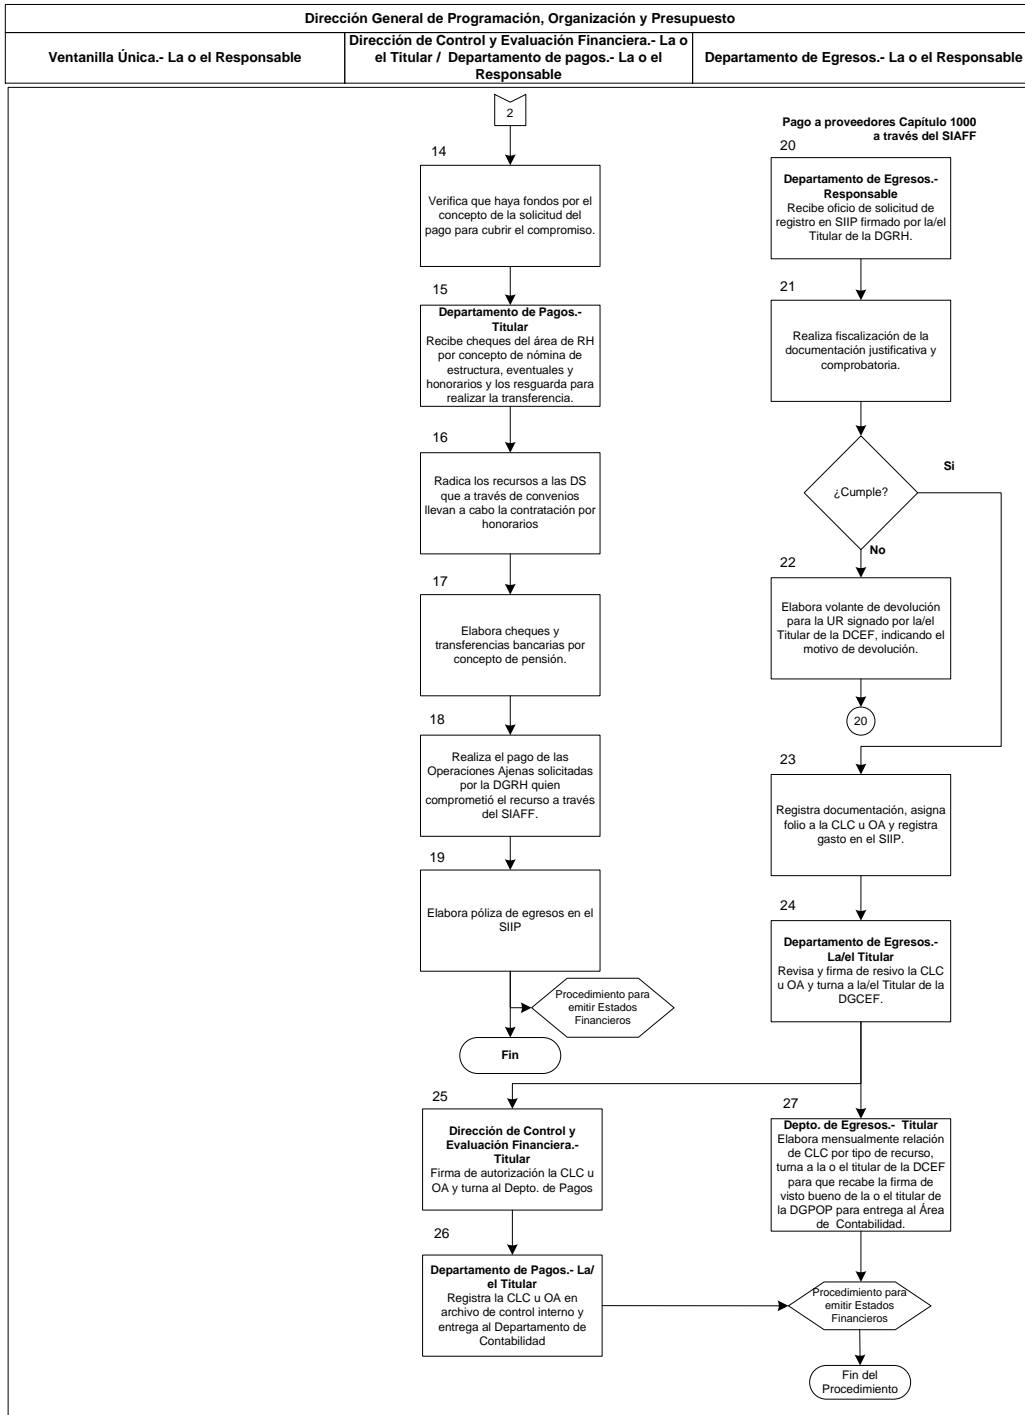 Dirección General de Programación, Organización y Presupuesto
Ventanilla Única.- La o el Responsable
Dirección de Control y Evaluación Financiera.- La o
el Titular / Departamento de pagos.- La o el
Responsable
Departamento de Egresos.- La o el Responsable
2
14
Verifica que haya fondos por el
concepto de la solicitud del
pago para cubrir el compromiso.
15
Departamento de Pagos.-
Titular
Recibe cheques del área de RH
por concepto de nómina de
estructura, eventuales y
honorarios y los resguarda para
realizar la transferencia.
16
Radica los recursos a las DS
que a través de convenios
llevan a cabo la contratación por
honorarios
17
Elabora cheques y
transferencias bancarias por
concepto de pensión.
18
Realiza el pago de las
Operaciones Ajenas solicitadas
por la DGRH quien
comprometió el recurso a través
del SIAFF.
19
Elabora póliza de egresos en el
SIIP
Procedimiento para
emitir Estados
Financieros
Fin
Pago a proveedores Capítulo 1000
a través del SIAFF
20
Departamento de Egresos.-
Responsable
Recibe oficio de solicitud de
registro en SIIP firmado por la/el
Titular de la DGRH.
21
Realiza fiscalización de la
documentación justificativa y
comprobatoria.
¿Cumple?
Si
No
22
Elabora volante de devolución
para la UR signado por la/el
Titular de la DCEF, indicando el
motivo de devolución.
20
23
Registra documentación, asigna
folio a la CLC u OA y registra
gasto en el SIIP.
24
Departamento de Egresos.-
La/el Titular
Revisa y firma de resivo la CLC
u OA y turna a la/el Titular de la
DGCEF.
25
Dirección de Control y
Evaluación Financiera.-
Titular
Firma de autorización la CLC u
OA y turna al Depto. de Pagos
26
Departamento de Pagos.- La/
el Titular
Registra la CLC u OA en
archivo de control interno y
entrega al Departamento de
Contabilidad
27
Depto. de Egresos.- Titular
Elabora mensualmente relación
de CLC por tipo de recurso,
turna a la o el titular de la DCEF
para que recabe la firma de
visto bueno de la o el titular de
la DGPOP para entrega al Área
de Contabilidad.
Procedimiento para
emitir Estados
Financieros
Fin del
Procedimiento